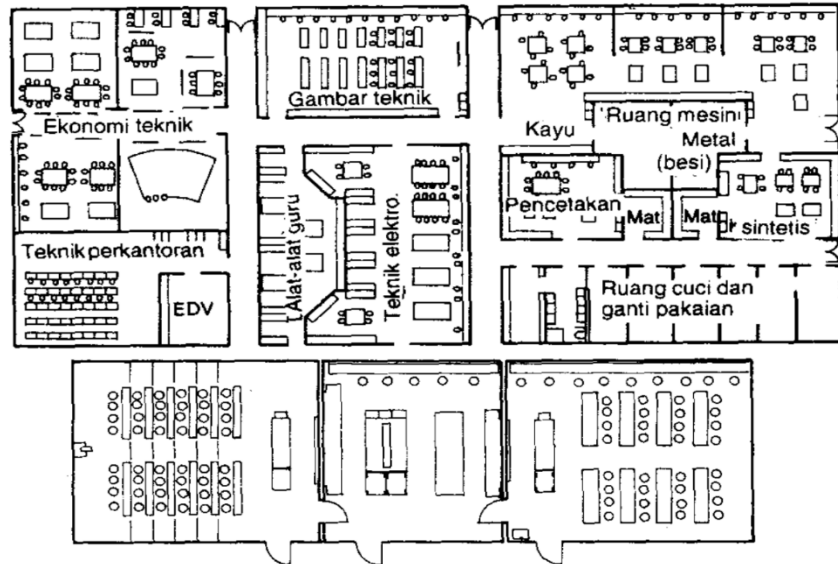 Gambar teknik
Ekonomi teknik
Kayu
Ruang mesin
Metal
(besi)
Pencetakan
Mat
Mat
sintetis
Alat-alat guru
Teknik elektro.
Teknik perkantoran
EDV
Ruang cuci dan
ganti pakaian